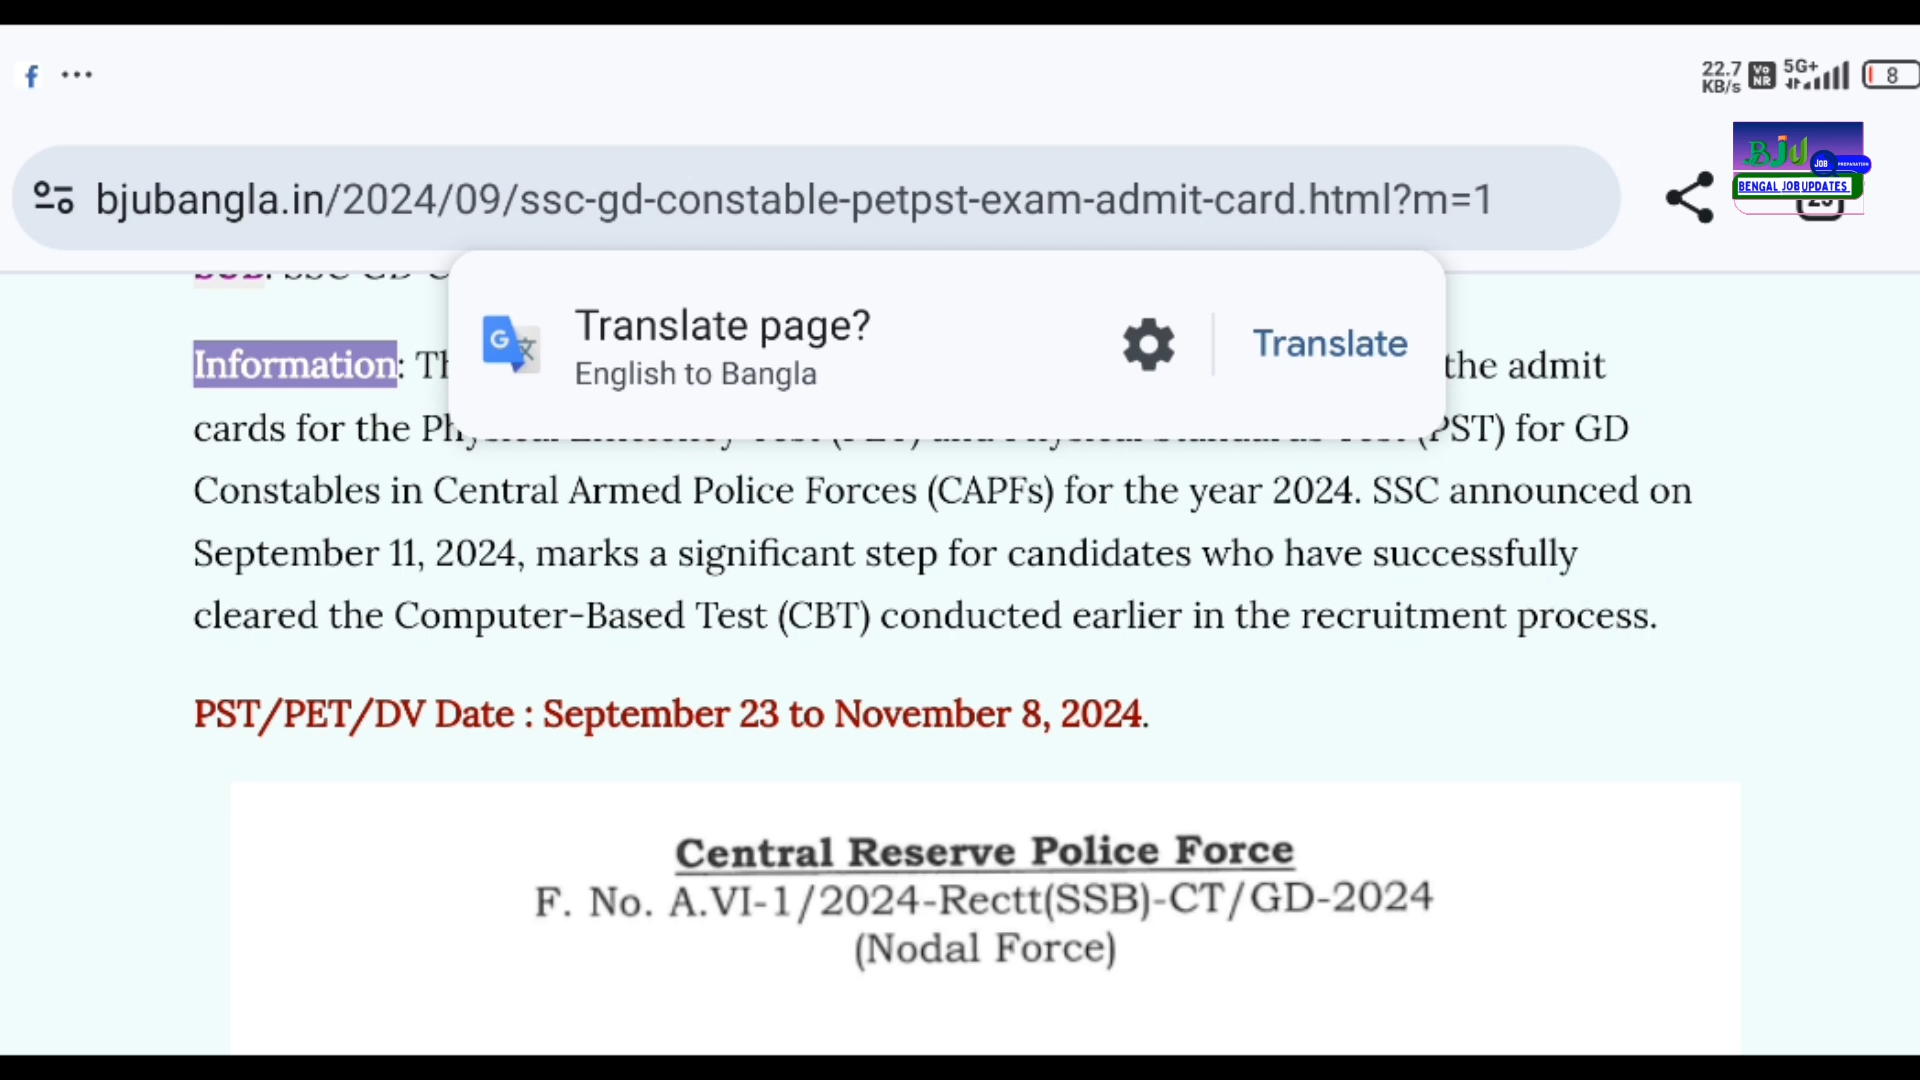 22.7
KB/s
Vo
NR
5G+
8
bjubangla.in/2024/09/ssc-gd-constable-petpst-exam-admit-card.html?m=1
BJU
JOB PREPARATION
BENGAL JOB UPDATES
Translate page?
English to Bangla
Translate
Information: Th
the admit
cards for the Ph
PST) for GD
Constables in Central Armed Police Forces (CAPFs) for the year 2024. SSC announced on
September 11, 2024, marks a significant step for candidates who have successfully
cleared the Computer-Based Test (CBT) conducted earlier in the recruitment process.
PST/PET/DV Date : September 23 to November 8, 2024.
Central Reserve Police Force
F. No. A.VI-1/2024-Rectt(SSB)-CT/GD-2024
(Nodal Force)